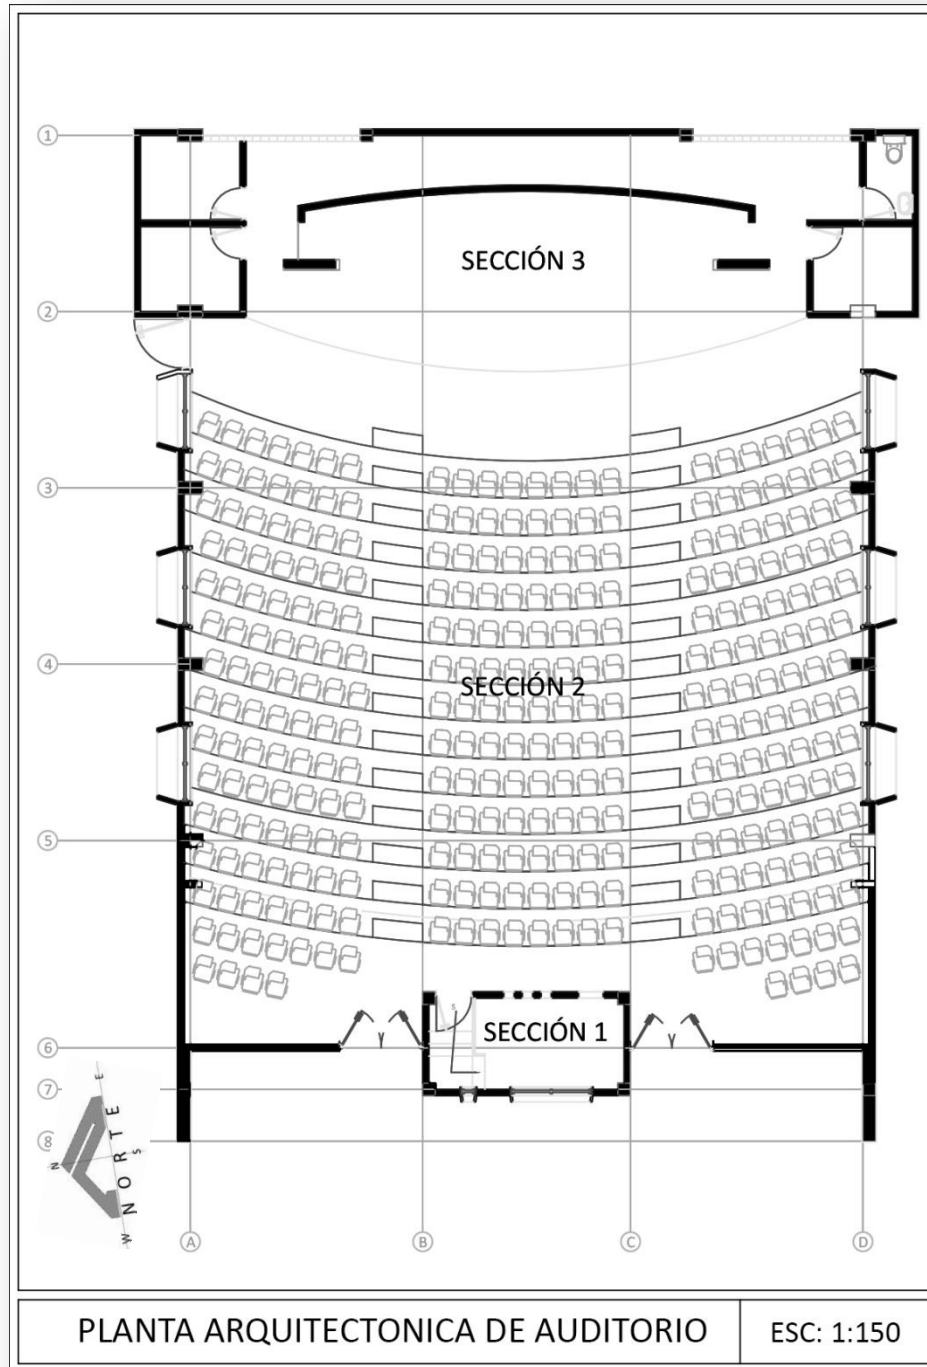 1
SECCIÓN 3
2
3
4
SECCIÓN 2
5
S
SECCIÓN 1
6
7
8
E
N
S
W
NORTE
A
B
C
D
PLANTA ARQUITECTONICA DE AUDITORIO
ESC: 1:150